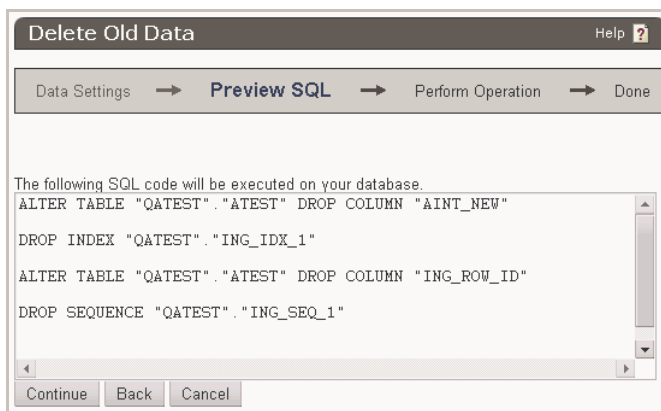 Delete Old Data Help ?
Data Settings Preview SQL Perform Operation Done
The following SQL code will be executed on your database.
ALTER TABLE "QATEST"."ATEST" DROP COLUMN "AINT_NEW"
DROP INDEX "QATEST"."ING_IDX_1"
ALTER TABLE "QATEST"."ATEST" DROP COLUMN "ING_ROW_ID"
DROP SEQUENCE "QATEST"."ING_SEQ_1"
Continue Back Cancel